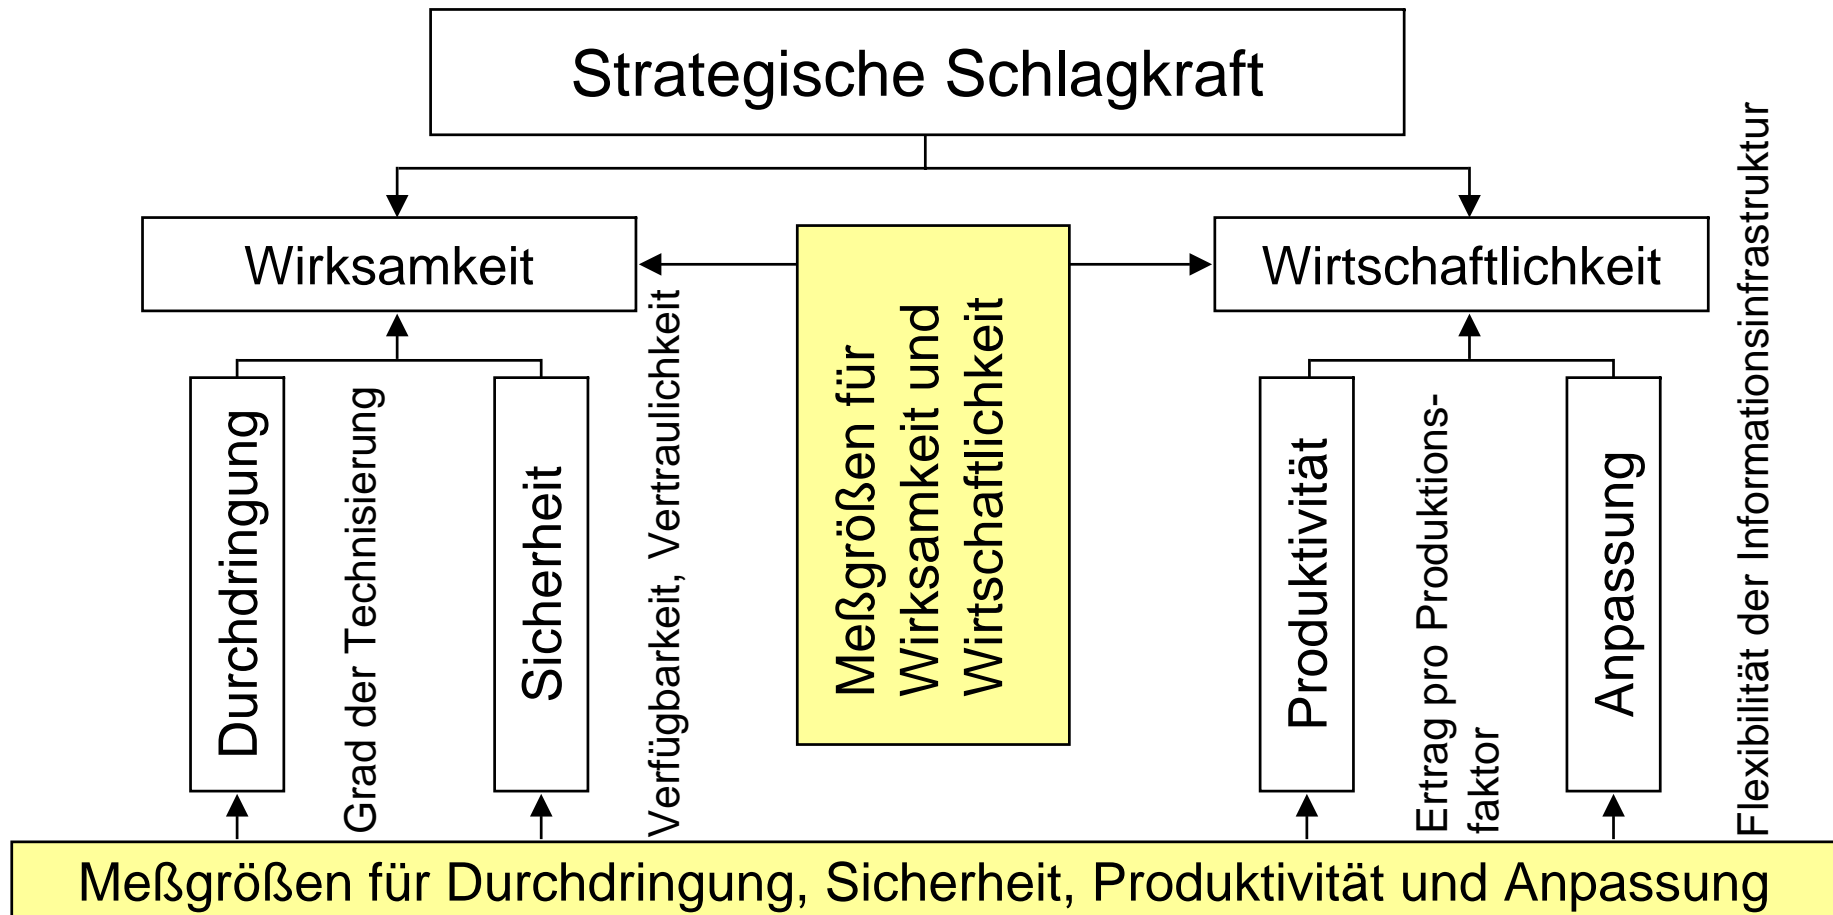 Strategische Schlagkraft
Wirksamkeit
Wirtschaftlichkeit
Durchdringung
Grad der Technisierung
Sicherheit
Verfügbarkeit, Vertraulichkeit
Meßgrößen für
Wirksamkeit und
Wirtschaftlichkeit
Produktivität
Ertrag pro Produktions-
faktor
Anpassung
Flexibilität der Informationsinfrastruktur
Meßgrößen für Durchdringung, Sicherheit, Produktivität und Anpassung